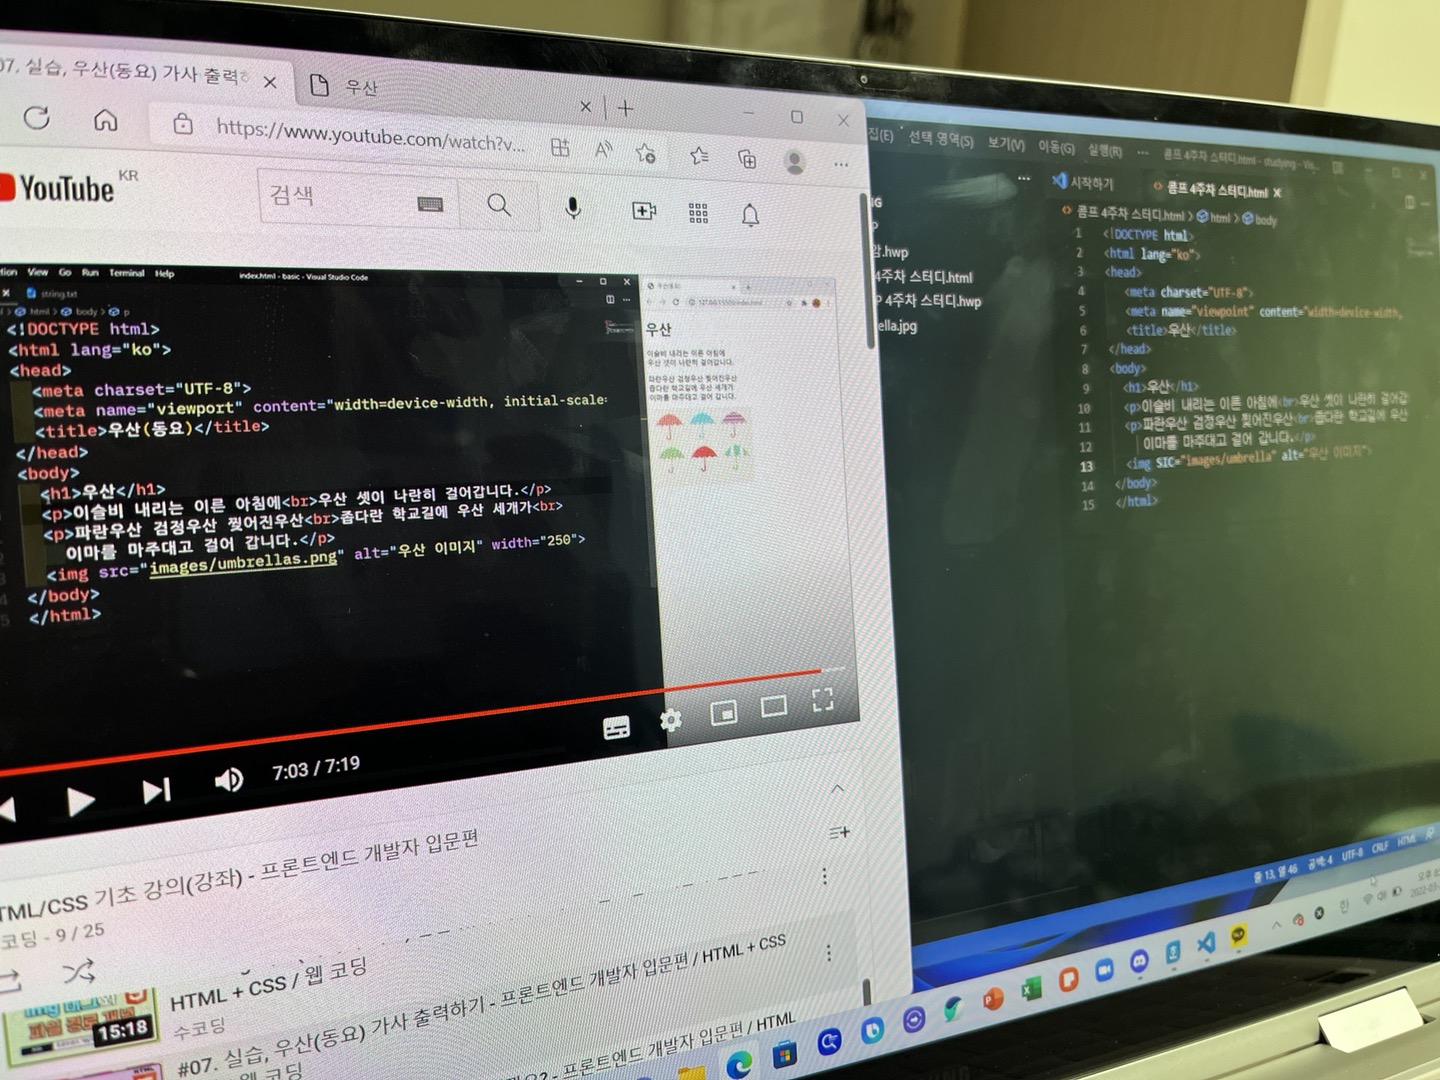 07. 실습, 우산(동요) 가사 출력
우산
https://www.youtube.com/watch?v...
YouTube KR
검색
View Go Run Terminal Help
index.html - basic - Visual Studio Code
string.txt
html > body > p
<!DOCTYPE html>
<html lang="ko">
<head>
<meta charset="UTF-8">
<meta name="viewport" content="width=device-width, initial-scale=
<title>우산(동요)</title>
</head>
<body>
<h1>우산</h1>
<p>이슬비 내리는 이른 아침에<br>우산 셋이 나란히 걸어갑니다.</p>
<p>파란우산 검정우산 찢어진우산<br>좁다란 학교길에 우산 세개가<br>
이마를 마주대고 걸어 갑니다.</p>
<img src="images/umbrellas.png" alt="우산 이미지" width="250">
</body>
</html>
우산
이슬비 내리는 이른 아침에
우산 셋이 나란히 걸어갑니다.
파란우산 검정우산 찢어진우산
좁다란 학교길에 우산 세개가
이마를 마주대고 걸어 갑니다.
7:03 / 7:19
TML/CSS 기초 강의(강좌) - 프론트엔드 개발자 입문편
코딩 - 9 / 25
15:18
HTML + CSS / 웹 코딩
수코딩
#07. 실습, 우산(동요) 가사 출력하기 - 프론트엔드 개발자 입문편 / HTML + CSS
웹 코딩
프론트엔드 개발자 입문편 / HTML
집(E) 선택 영역(S) 보기(V) 이동(G) 실행(R) ··· 콤프 4주차 스터디.html - studying - Vis...
시작하기
콤프 4주차 스터디.html
콤프 4주차 스터디.html > html > body
.hwp
4주차 스터디.html
4주차 스터디.hwp
ella.jpg
1 <!DOCTYPE html>
2 <html lang="ko">
3 <head>
4 <meta charset="UTF-8">
5 <meta name="viewpoint" content="width=device-width,
6 <title>우산</title>
7 </head>
8 <body>
9 <h1>우산</h1>
10 <p>이슬비 내리는 이른 아침에<br>우산 셋이 나란히 걸어갑
11 <p>파란우산 검정우산 찢어진우산<br>좁다란 학교길에 우산
12 이마를 마주대고 걸어 갑니다.</p>
13 <img SIC="images/umbrella" alt="우산 이미지">
14 </body>
15 </html>
줄 13, 열 46 공백: 4 UTF-8 CRLF HTML
한